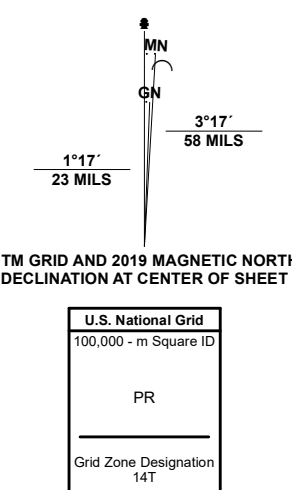 MN
GN
3°17´
58 MILS
1°17´
23 MILS
TM GRID AND 2019 MAGNETIC NORTH
DECLINATION AT CENTER OF SHEET
U.S. National Grid
100,000 - m Square ID
PR
Grid Zone Designation
14T